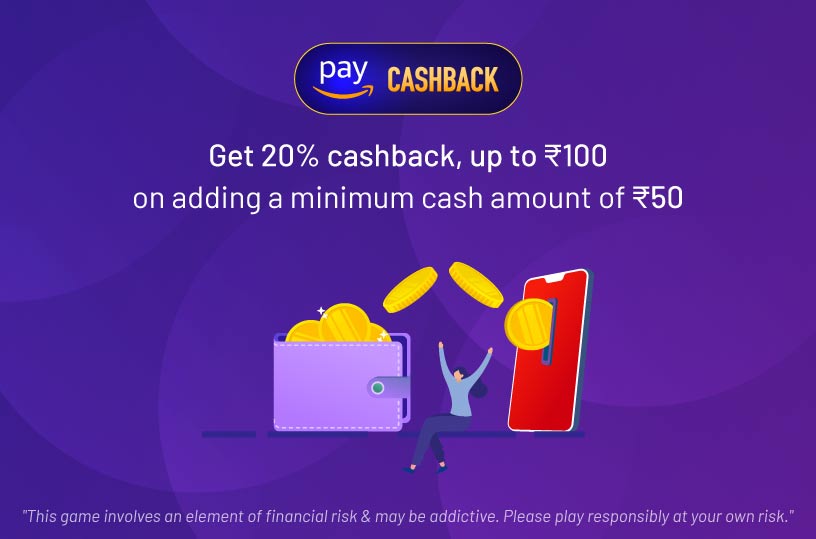 pay CASHBACK
Get 20% cashback, up to ₹100
on adding a minimum cash amount of ₹50
"This game involves an element of financial risk & may be addictive. Please play responsibly at your own risk."